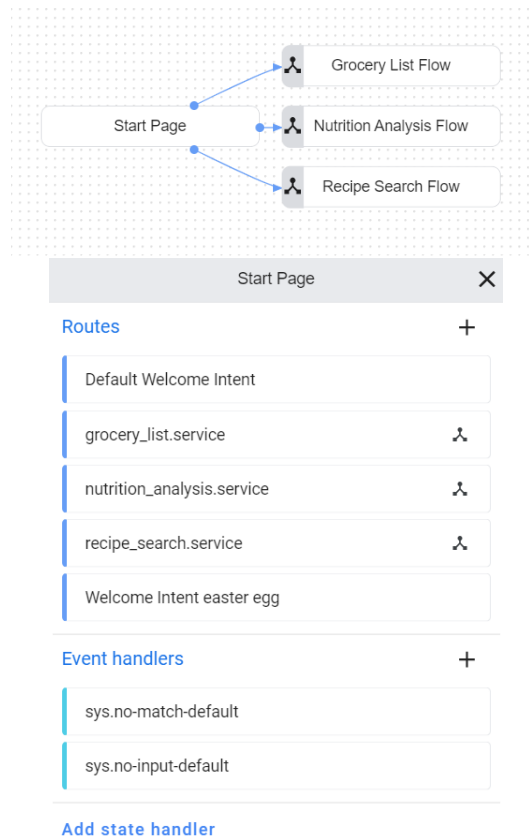 Grocery List Flow
Start Page
Nutrition Analysis Flow
Recipe Search Flow
Start Page
Routes
Default Welcome Intent
grocery_list.service
nutrition_analysis.service
recipe_search.service
Welcome Intent easter egg
Event handlers
sys.no-match-default
sys.no-input-default
Add state handler